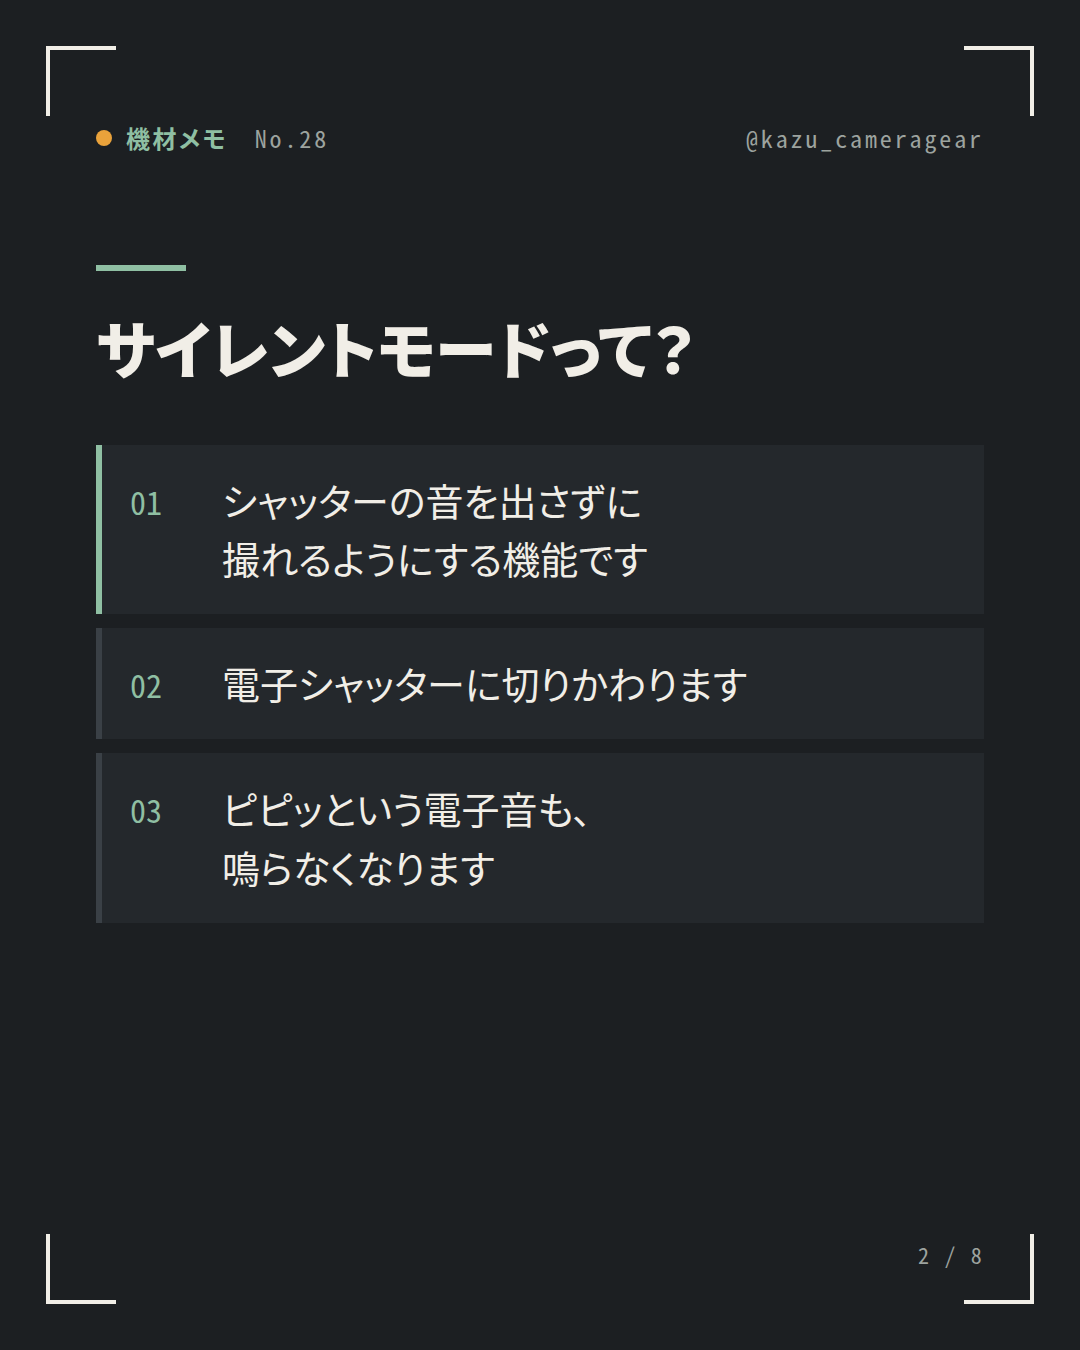 機材メモ No.28
@kazu_cameragear
サイレントモードって？
01 シャッターの音を出さずに
撮れるようにする機能です
02 電子シャッターに切りかわります
03 ピピッという電子音も、
鳴らなくなります
2 / 8